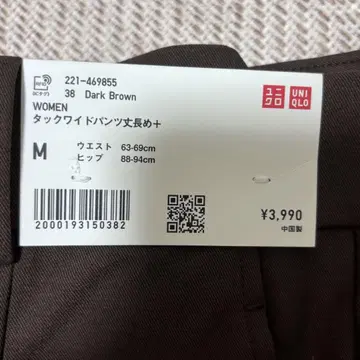 221-469855
38 Dark Brown
WOMEN
タックワイドパンツ丈長め+
M
ウエスト 63-69cm
ヒップ 88-94cm
ユニ
クロ
UNI
QLO
¥3,990
中国製
2000193150382